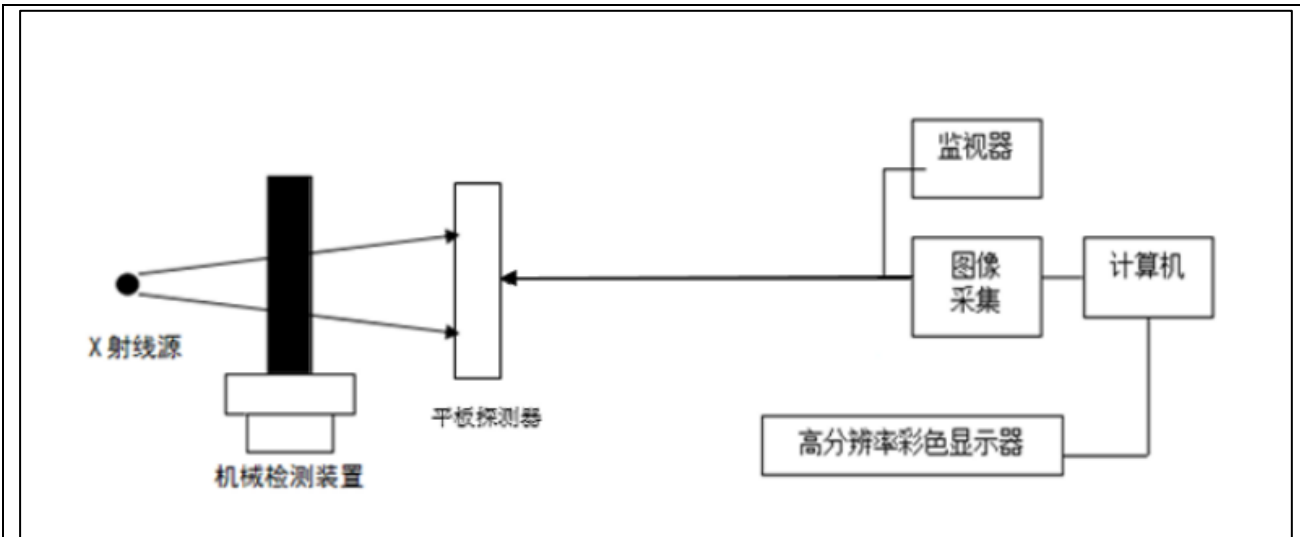 监视器
图像
采集
计算机
X射线源
平板探测器
高分辨率彩色显示器
机械检测装置